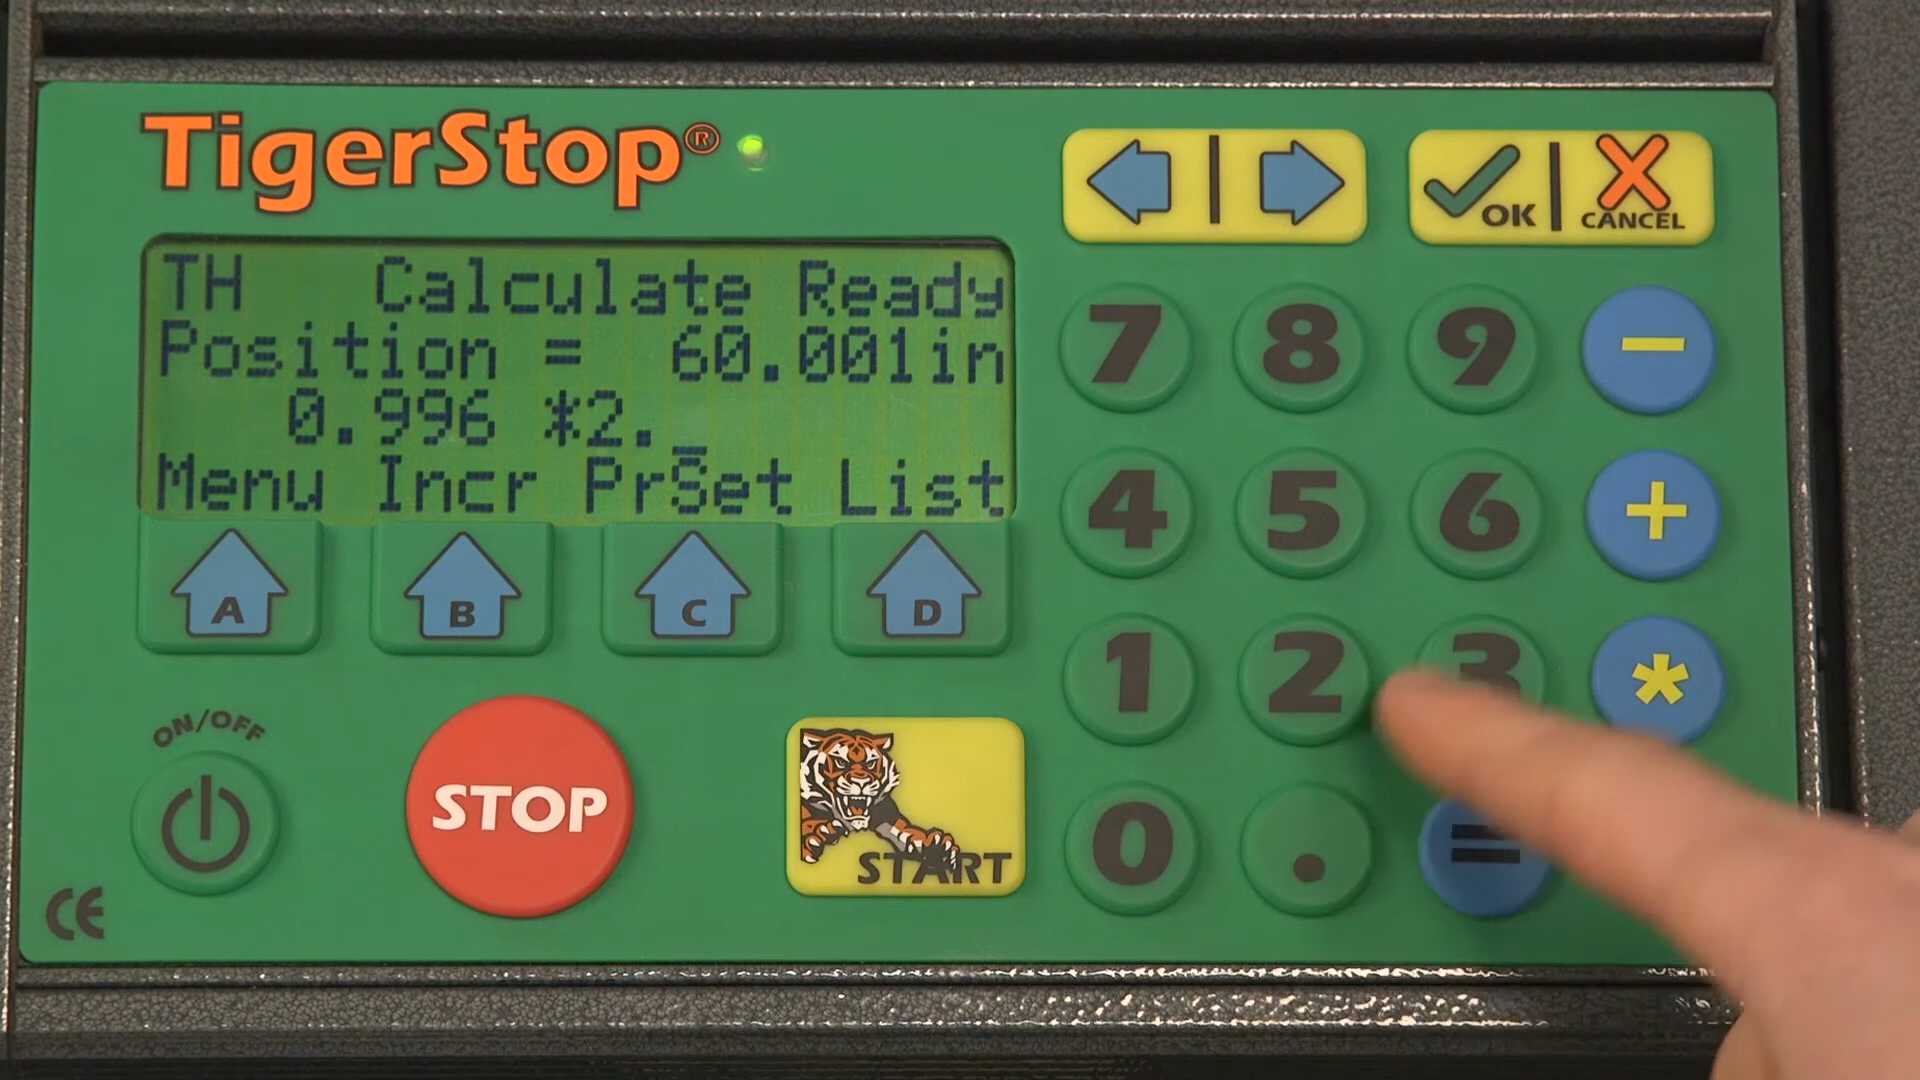 TigerStop®
TH Calculate Ready
Position = 60.001in
0.996 *2._
Menu Incr PrSet List
A B C D
ON/OFF
STOP
START
CE
OK CANCEL
7 8 9 -
4 5 6 +
1 2 3 *
0 . =